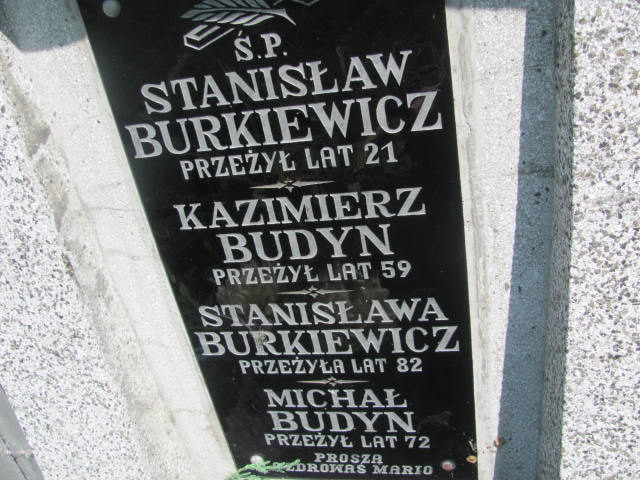 Ś.P.
STANISŁAW
BURKIEWICZ
PRZEŻYŁ LAT 21
KAZIMIERZ
BUDYN
PRZEŻYŁ LAT 59
STANISŁAWA
BURKIEWICZ
PRZEŻYŁA LAT 82
MICHAŁ
BUDYN
PRZEŻYŁ LAT 72
PROSZĄ
MARIO